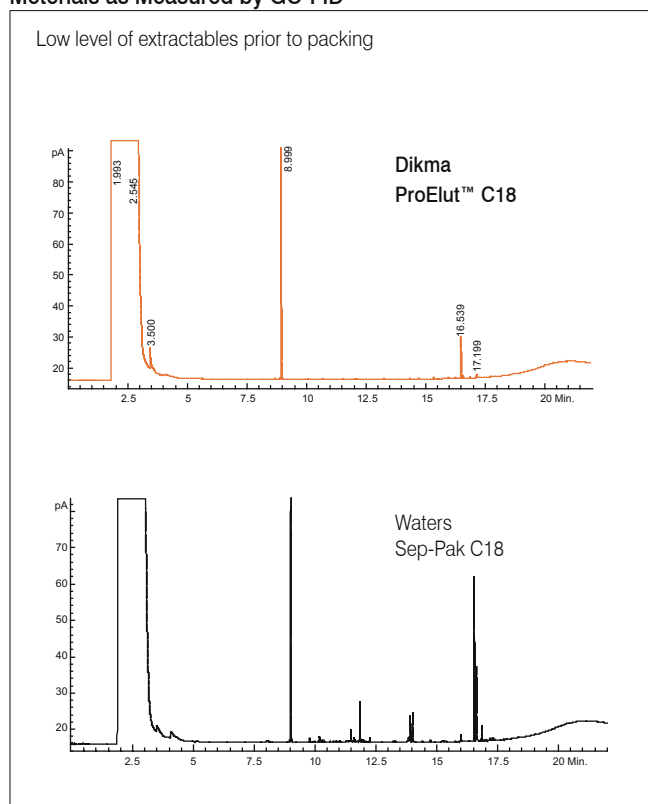 Materials as Measured by GC-FID
Low level of extractables prior to packing
pA
80
70
60
50
40
30
20
1.993
2.545
3.500
8.999
16.539
17.199
Dikma
ProElut™ C18
2.5 5 7.5 10 12.5 15 17.5 20 Min.
pA
70
60
50
40
30
20
Waters
Sep-Pak C18
2.5 5 7.5 10 12.5 15 17.5 20 Min.